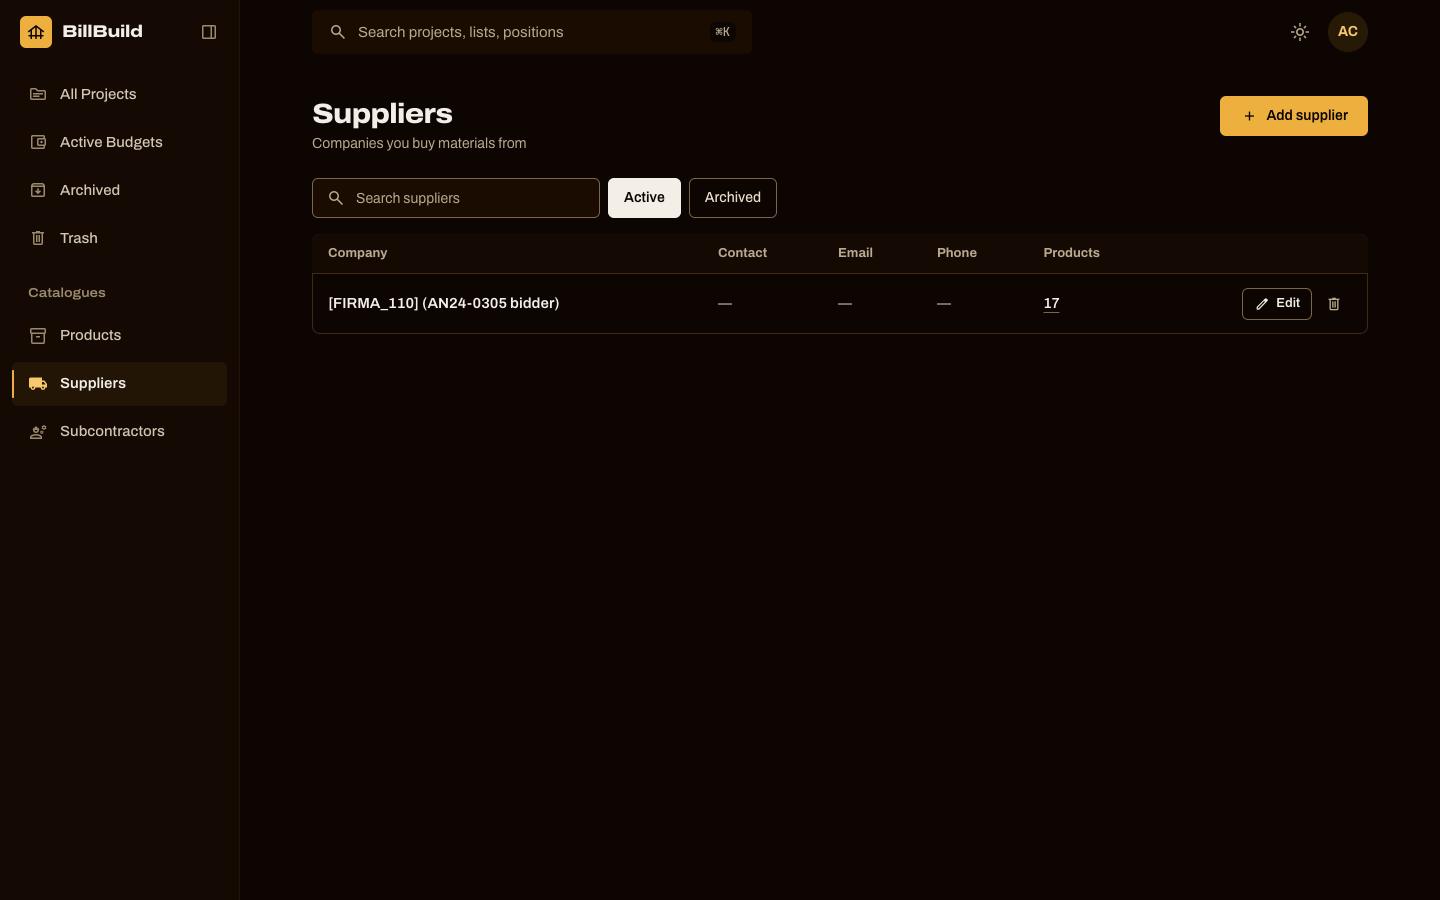 BillBuild
Search projects, lists, positions
⌘K
AC
All Projects
Active Budgets
Archived
Trash
Catalogues
Products
Suppliers
Subcontractors
Suppliers
Companies you buy materials from
Add supplier
Search suppliers
Active
Archived
Company Contact Email Phone Products
[FIRMA_110] (AN24-0305 bidder) — — — 17 Edit